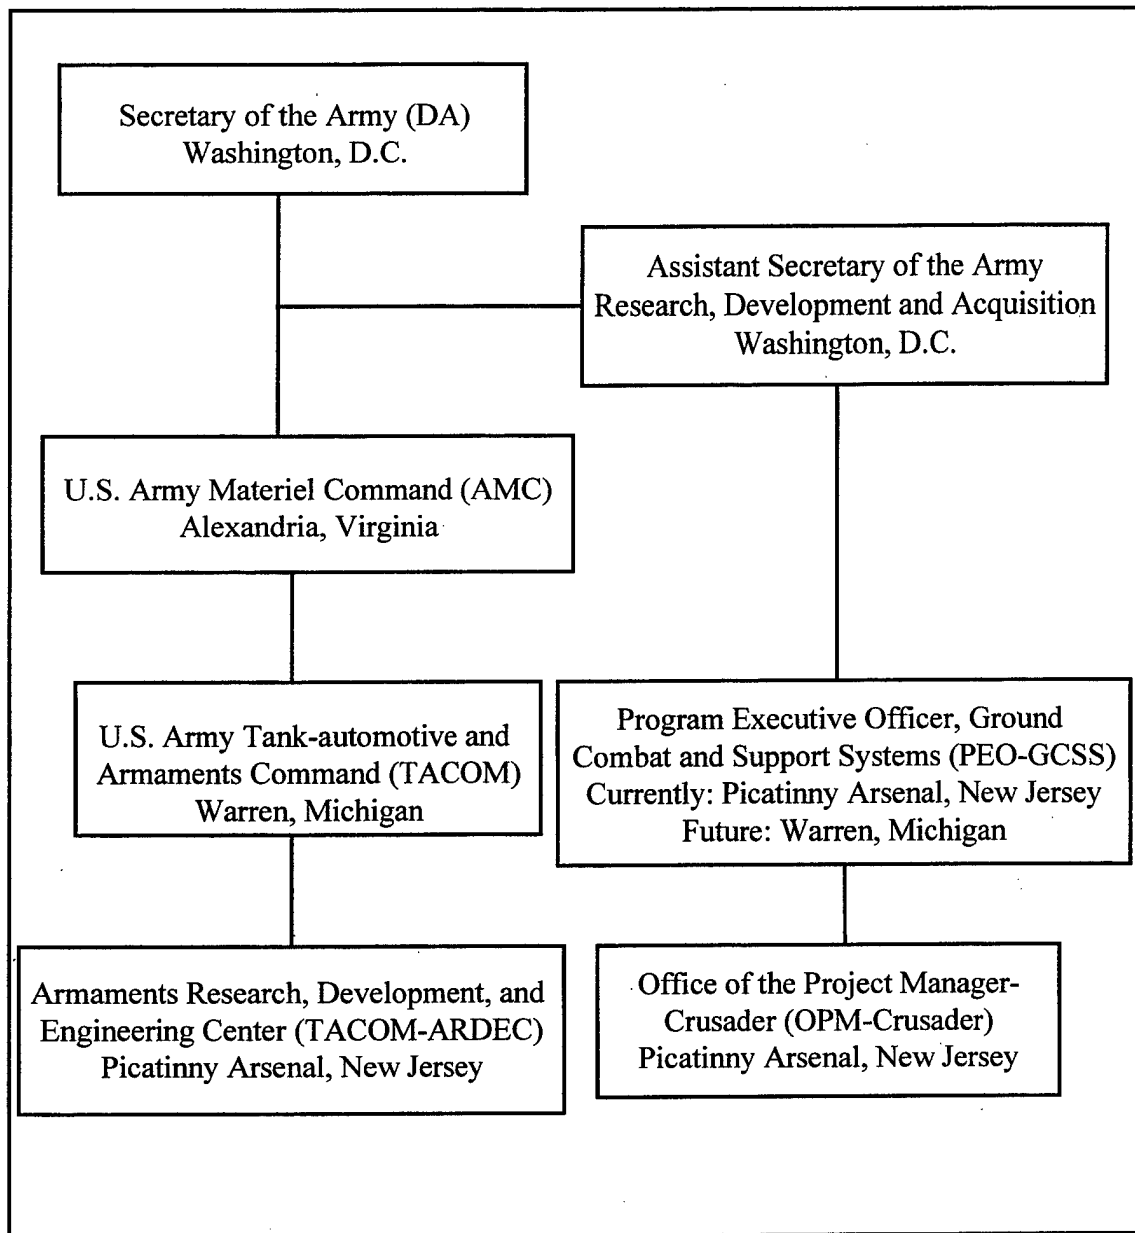 Secretary of the Army (DA)
Washington, D.C.
Assistant Secretary of the Army
Research, Development and Acquisition
Washington, D.C.
U.S. Army Materiel Command (AMC)
Alexandria, Virginia
U.S. Army Tank-automotive and
Armaments Command (TACOM)
Warren, Michigan
Program Executive Officer, Ground
Combat and Support Systems (PEO-GCSS)
Currently: Picatinny Arsenal, New Jersey
Future: Warren, Michigan
Armaments Research, Development, and
Engineering Center (TACOM-ARDEC)
Picatinny Arsenal, New Jersey
Office of the Project Manager-
Crusader (OPM-Crusader)
Picatinny Arsenal, New Jersey